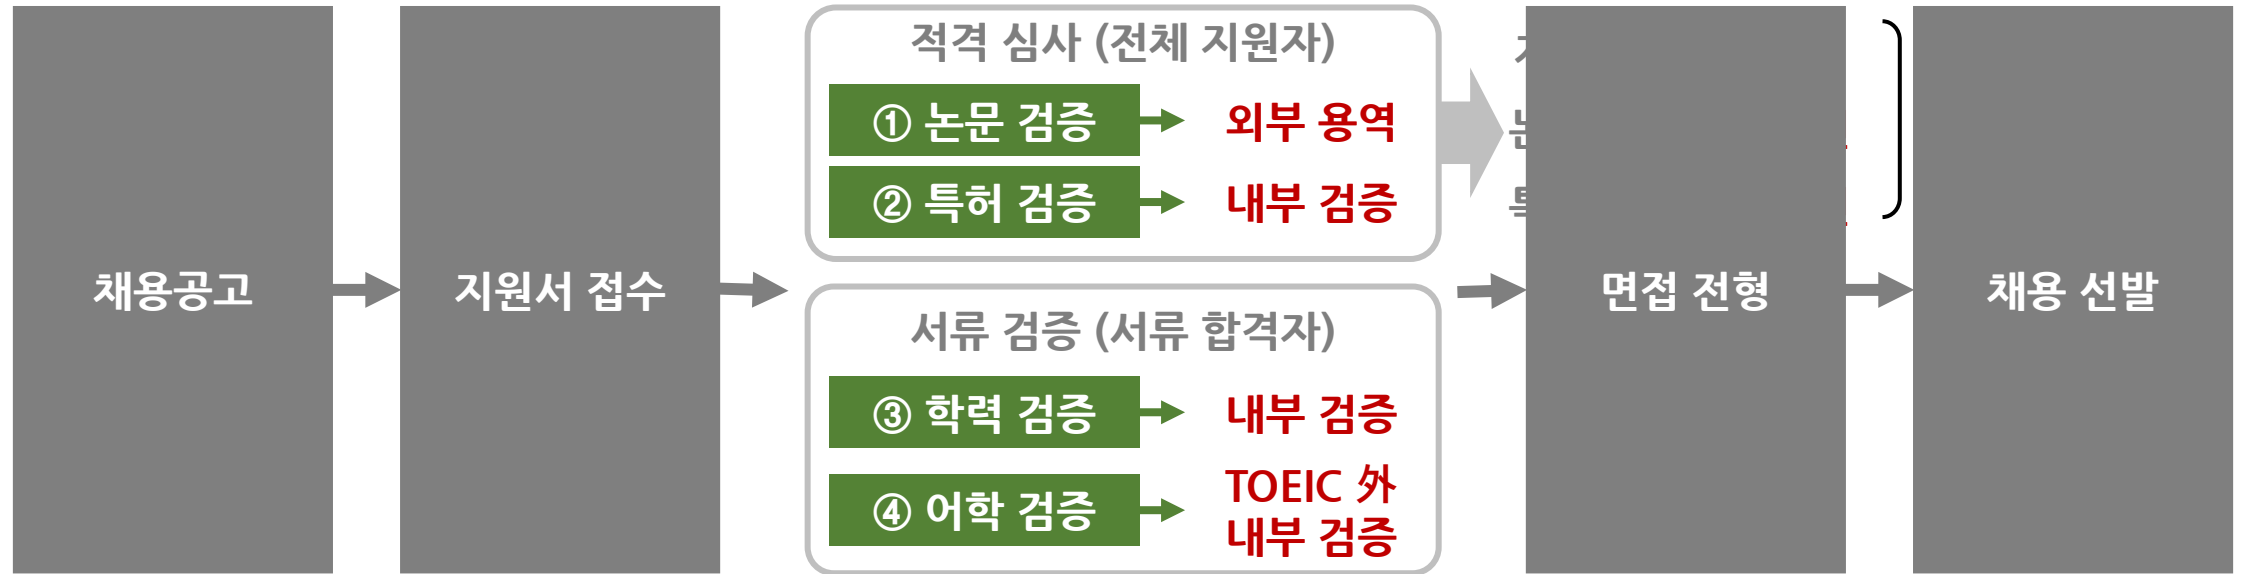 채용공고
지원서 접수
적격 심사 (전체 지원자)
① 논문 검증
외부 용역
② 특허 검증
내부 검증
서류 검증 (서류 합격자)
③ 학력 검증
내부 검증
④ 어학 검증
TOEIC 外
내부 검증
면접 전형
채용 선발